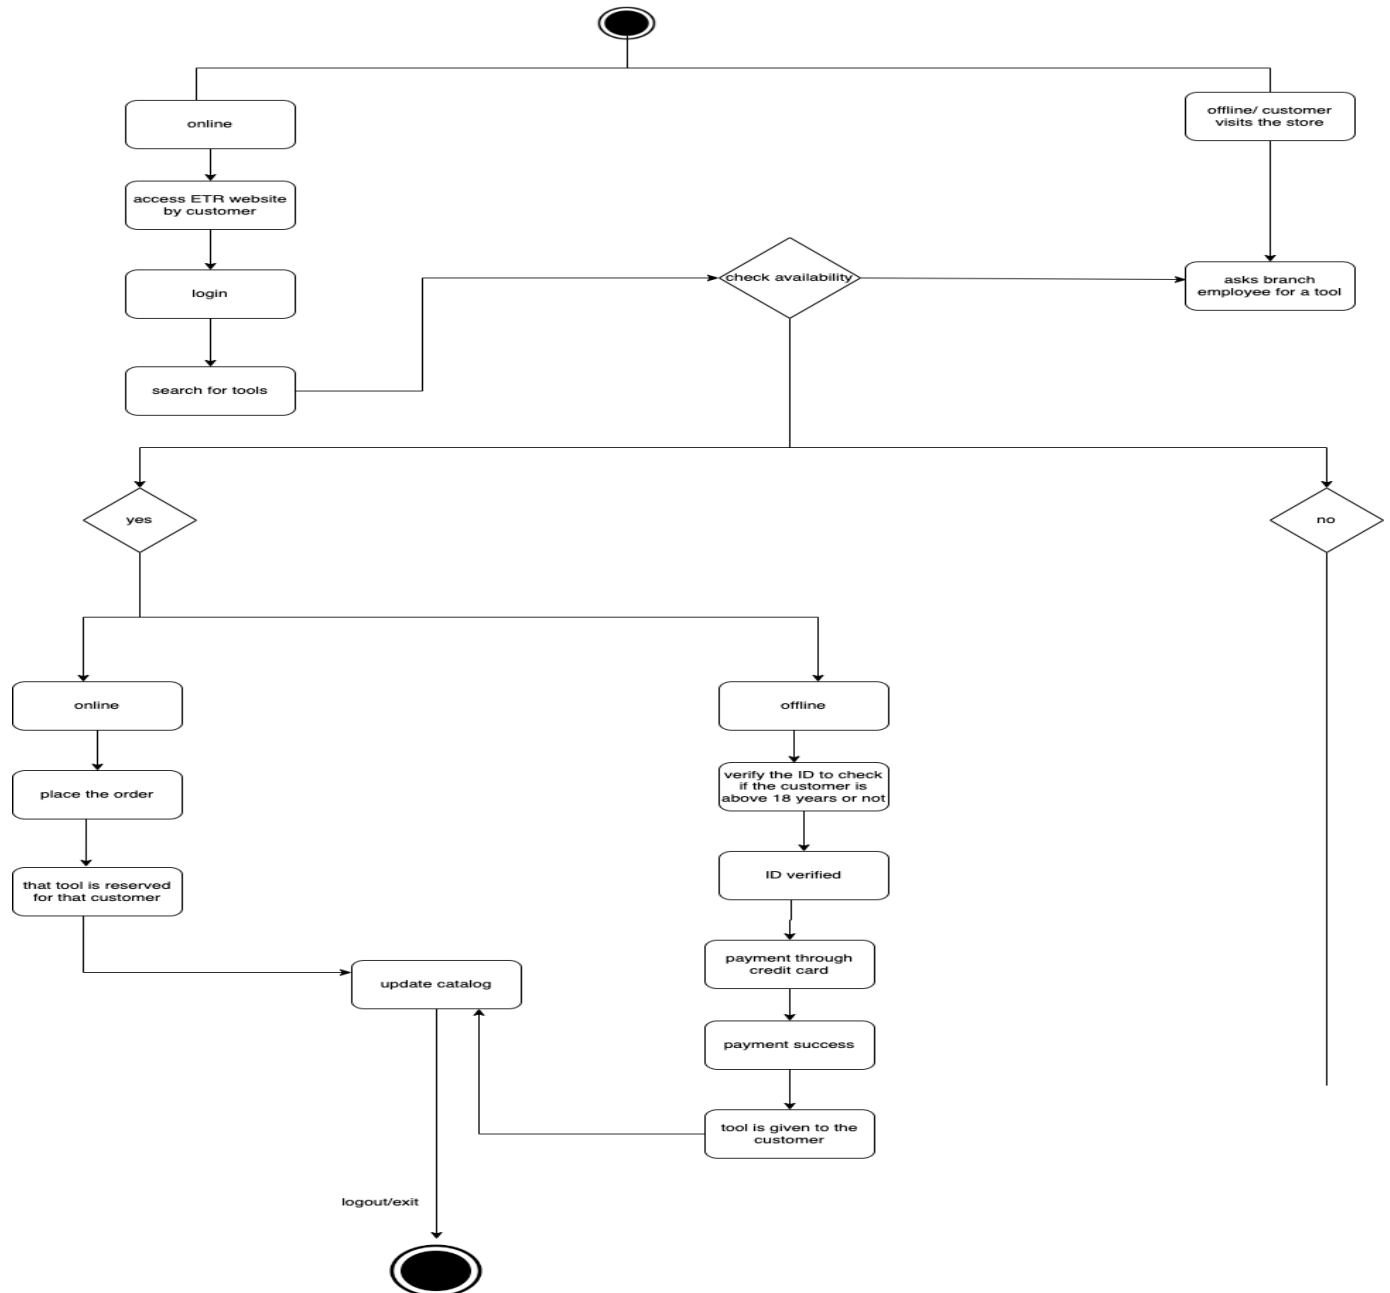 online
offline/ customer
visits the store
access ETR website
by customer
login
check availability
asks branch
employee for a tool
search for tools
yes
no
online
offline
place the order
verify the ID to check
if the customer is
above 18 years or not
that tool is reserved
for that customer
ID verified
payment through
credit card
update catalog
payment success
tool is given to the
customer
logout/exit